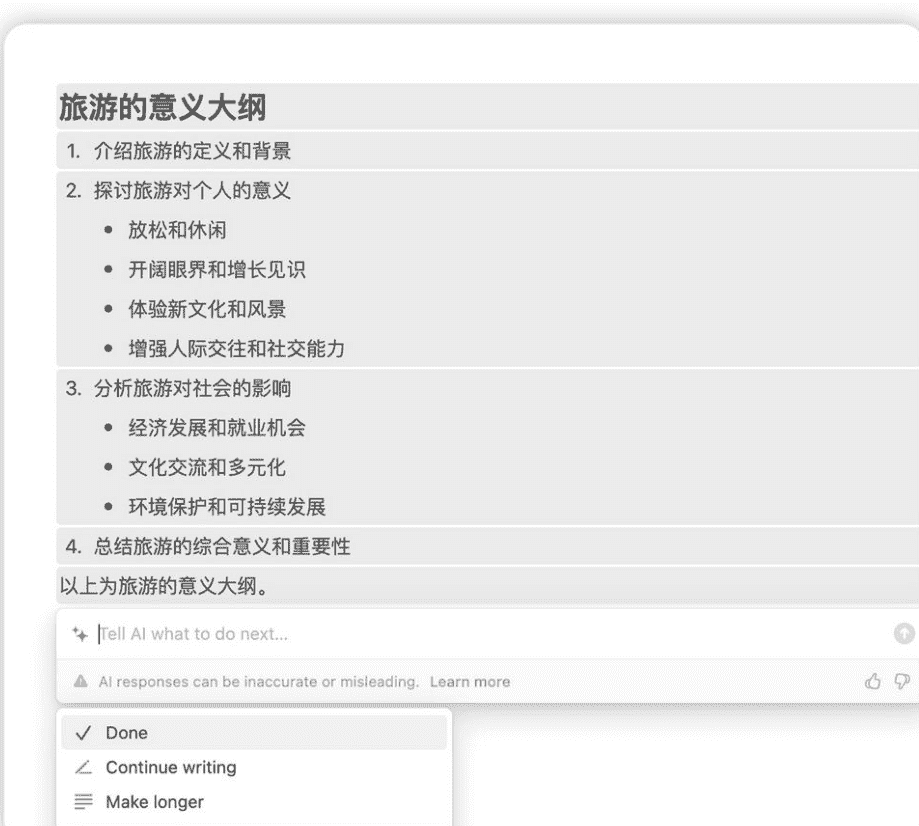 旅游的意义大纲
1. 介绍旅游的定义和背景
2. 探讨旅游对个人的意义
• 放松和休闲
• 开阔眼界和增长见识
• 体验新文化和风景
• 增强人际交往和社交能力
3. 分析旅游对社会的影响
• 经济发展和就业机会
• 文化交流和多元化
• 环境保护和可持续发展
4. 总结旅游的综合意义和重要性
以上为旅游的意义大纲。
Tell AI what to do next...
AI responses can be inaccurate or misleading. Learn more
Done
Continue writing
Make longer